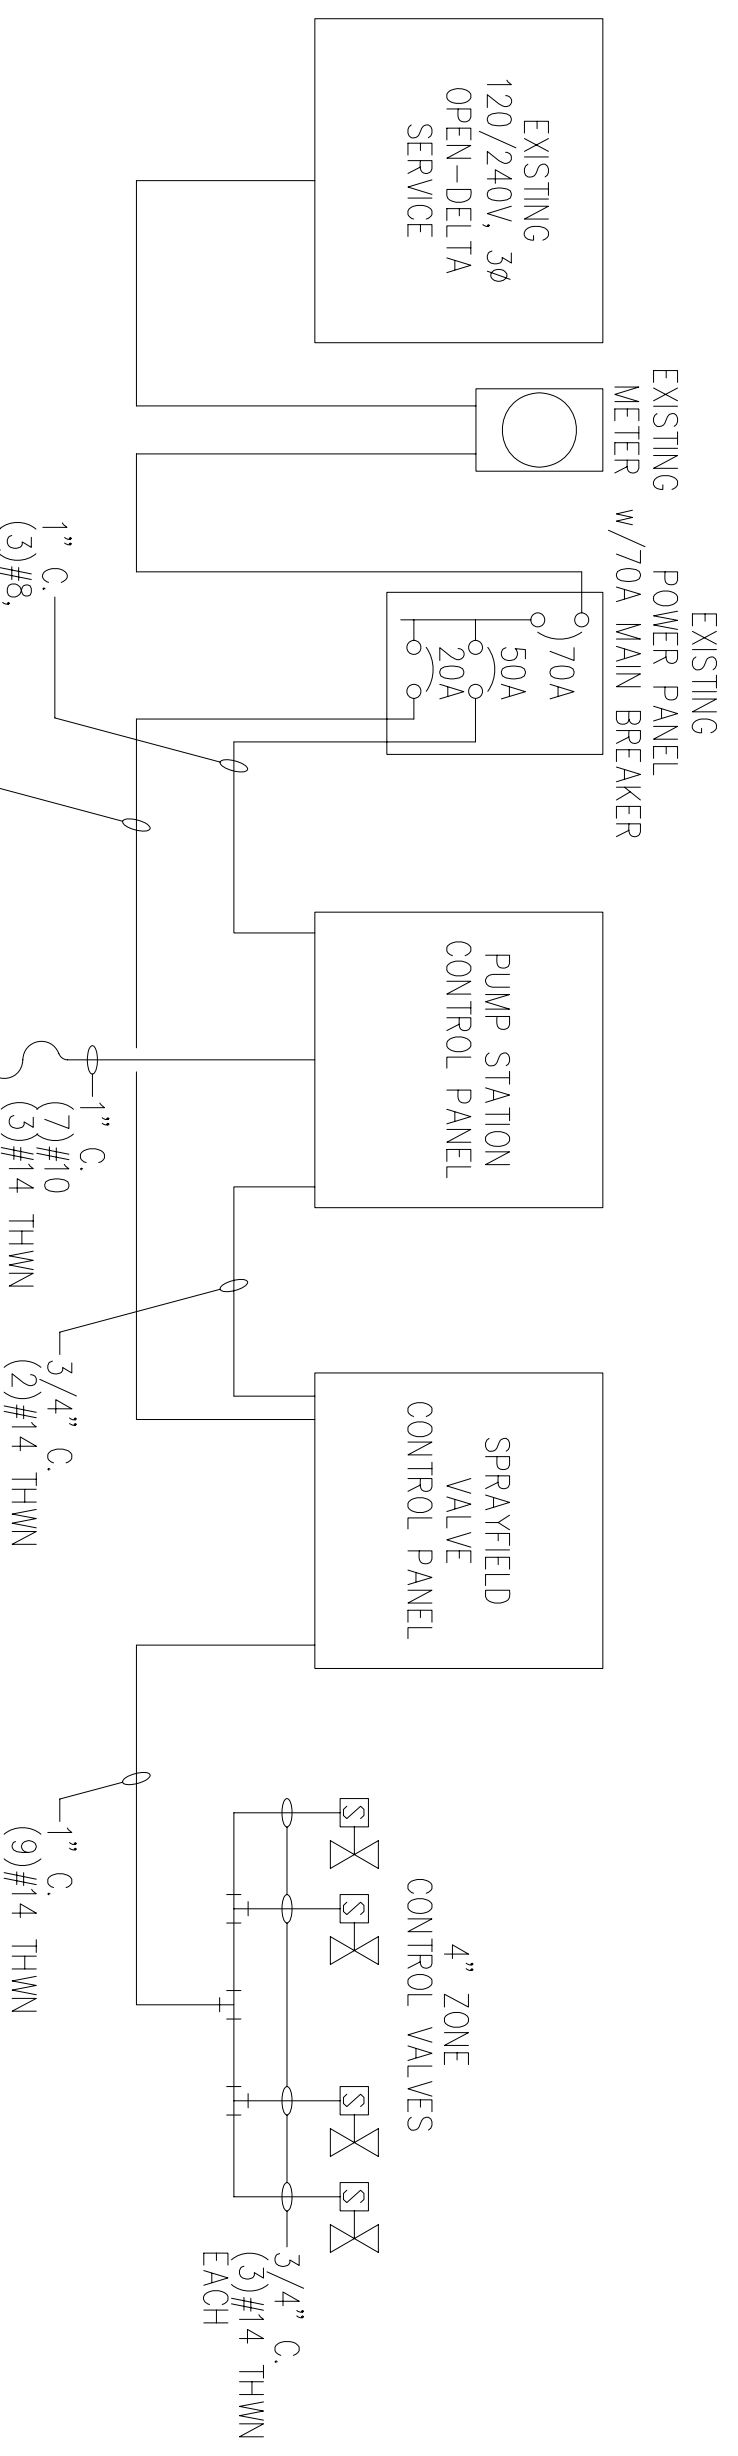 EXISTING
120/240V, 3ø
OPEN-DELTA
SERVICE
EXISTING
METER
EXISTING
POWER PANEL
w/70A MAIN BREAKER
70A
50A
20A
1" C.
(3)#8,
PUMP STATION
CONTROL PANEL
1" C.
(7)#10
(3)#14 THWN
3/4" C.
(2)#14 THWN
SPRAYFIELD
VALVE
CONTROL PANEL
1" C.
(9)#14 THWN
4" ZONE
CONTROL VALVES
S
S
S
S
3/4" C.
(3)#14 THWN
EACH